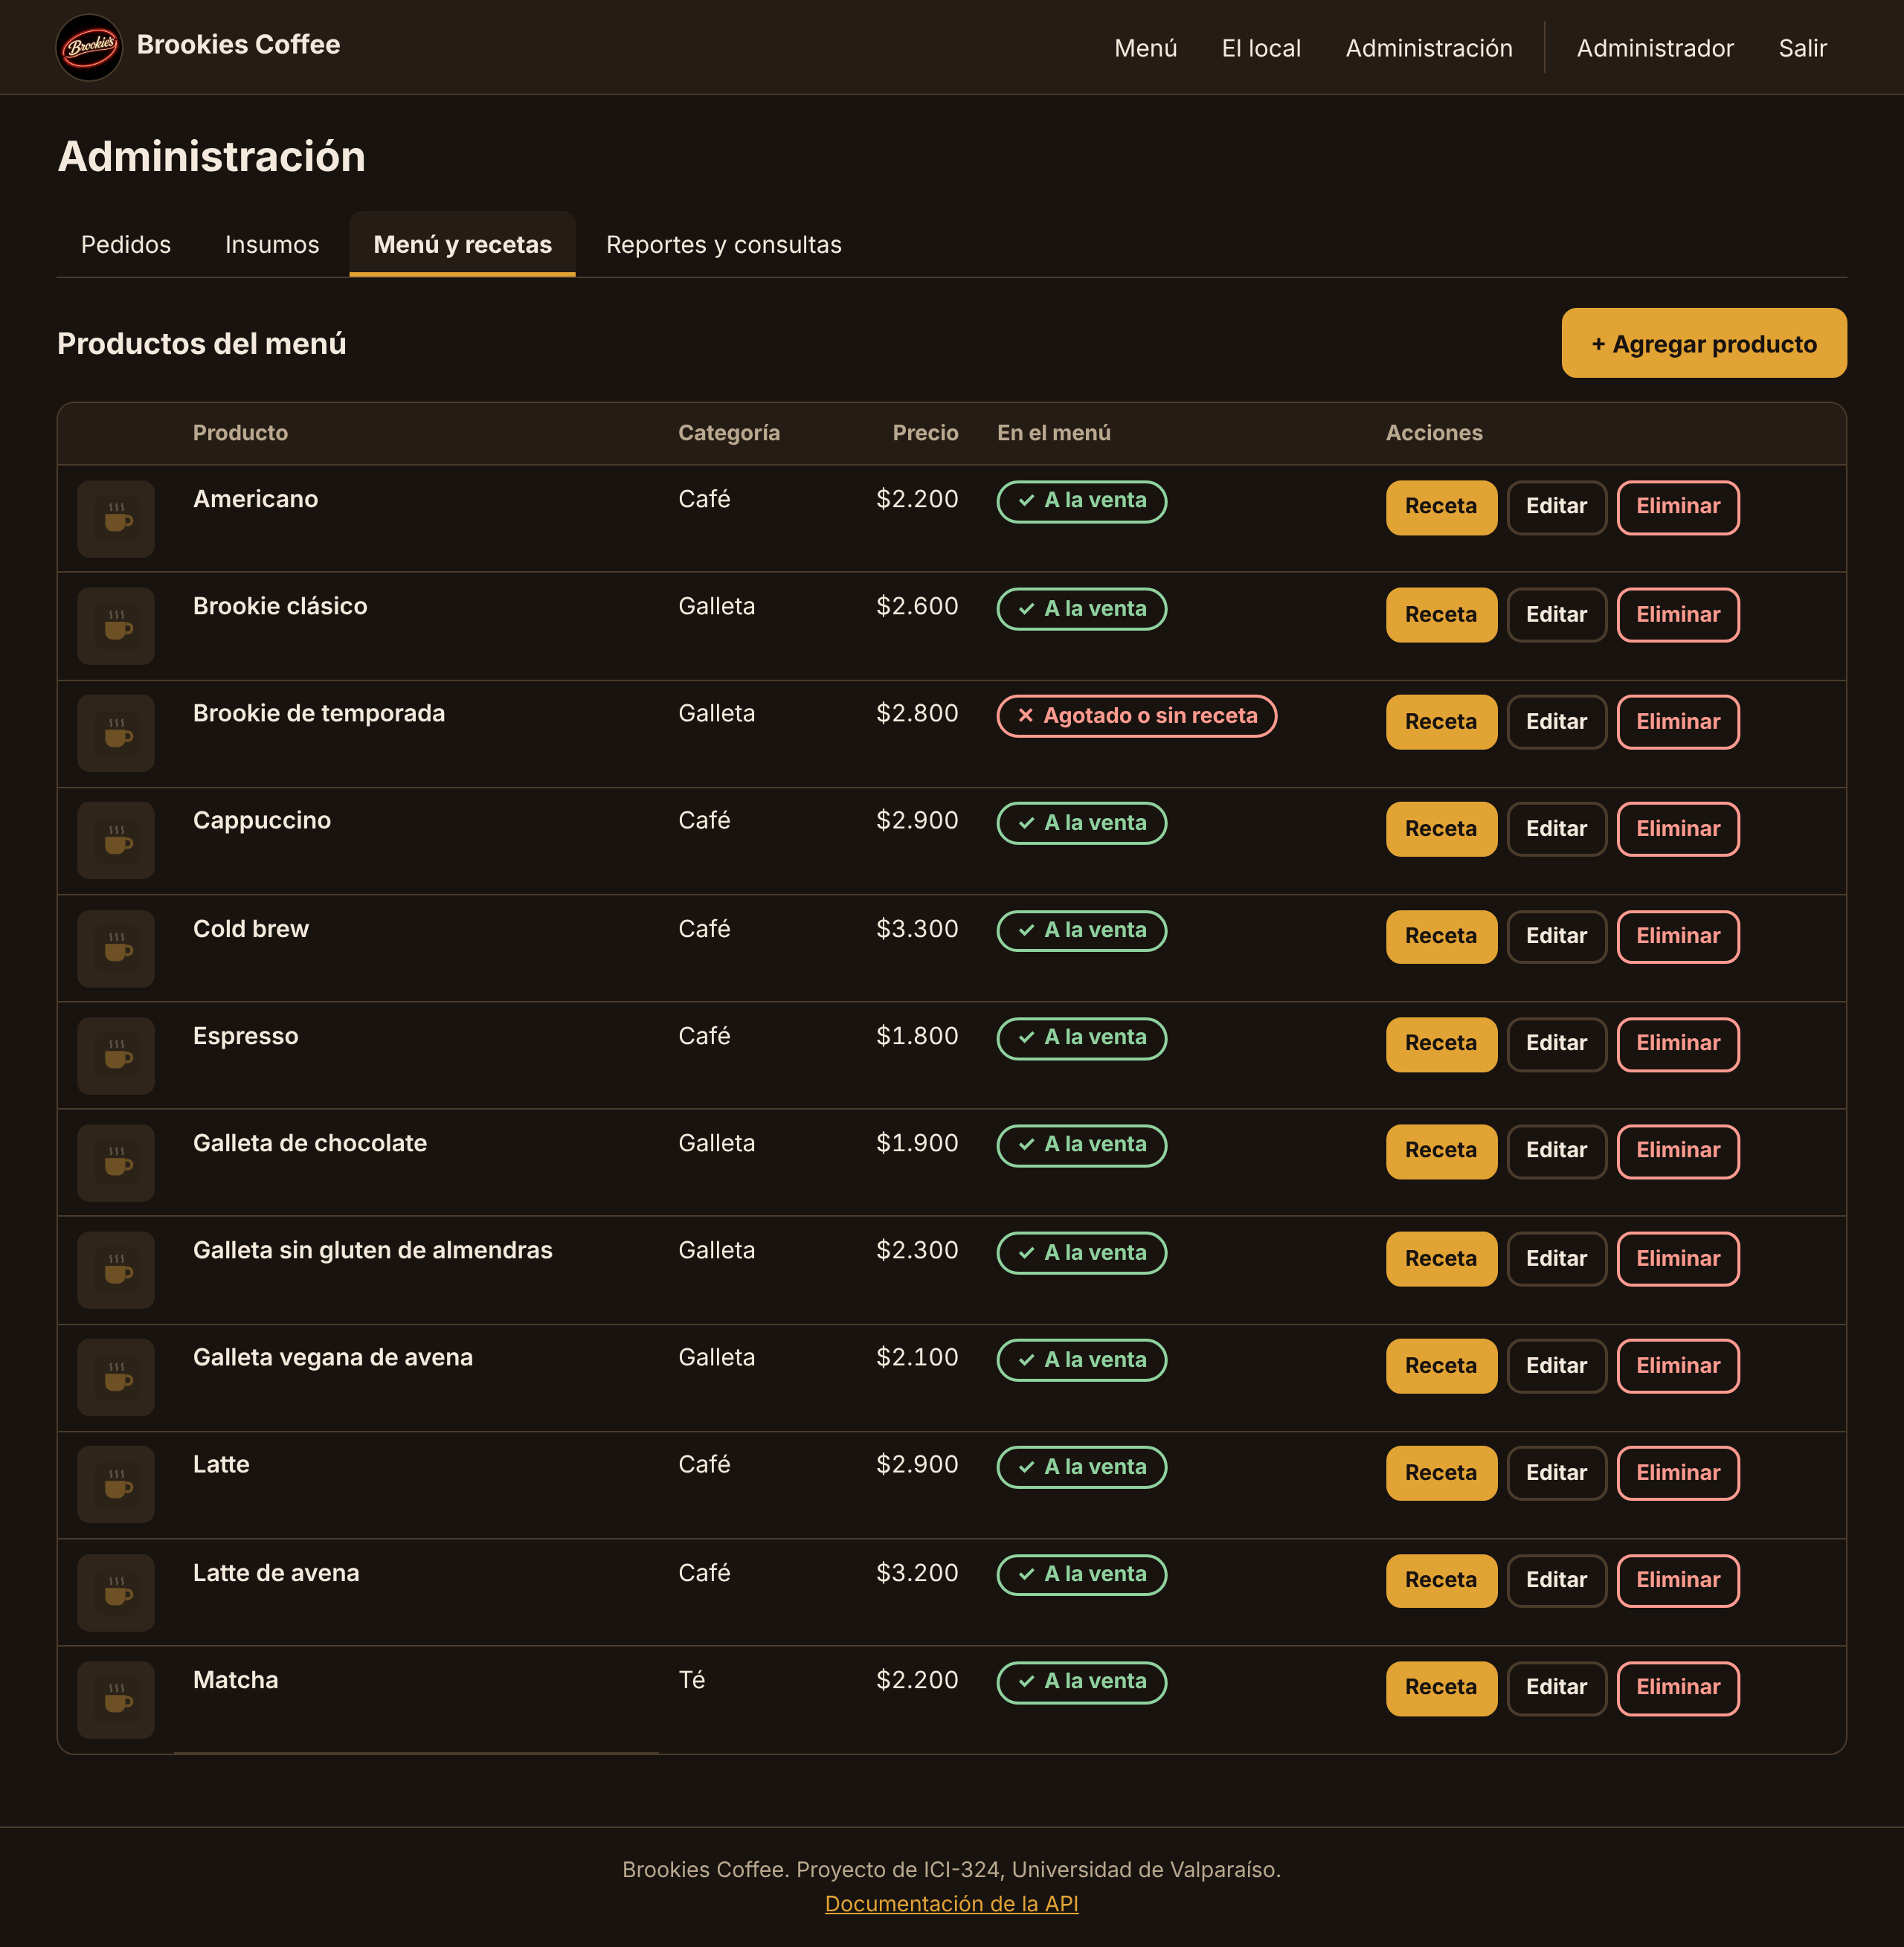 Brookies Brookies Coffee Menú El local Administración Administrador Salir
Administración
Pedidos Insumos Menú y recetas Reportes y consultas
Productos del menú + Agregar producto
Producto Categoría Precio En el menú Acciones
Americano Café $2.200 ✓ A la venta Receta Editar Eliminar
Brookie clásico Galleta $2.600 ✓ A la venta Receta Editar Eliminar
Brookie de temporada Galleta $2.800 ✕ Agotado o sin receta Receta Editar Eliminar
Cappuccino Café $2.900 ✓ A la venta Receta Editar Eliminar
Cold brew Café $3.300 ✓ A la venta Receta Editar Eliminar
Espresso Café $1.800 ✓ A la venta Receta Editar Eliminar
Galleta de chocolate Galleta $1.900 ✓ A la venta Receta Editar Eliminar
Galleta sin gluten de almendras Galleta $2.300 ✓ A la venta Receta Editar Eliminar
Galleta vegana de avena Galleta $2.100 ✓ A la venta Receta Editar Eliminar
Latte Café $2.900 ✓ A la venta Receta Editar Eliminar
Latte de avena Café $3.200 ✓ A la venta Receta Editar Eliminar
Matcha Té $2.200 ✓ A la venta Receta Editar Eliminar
Brookies Coffee. Proyecto de ICI-324, Universidad de Valparaíso.
Documentación de la API